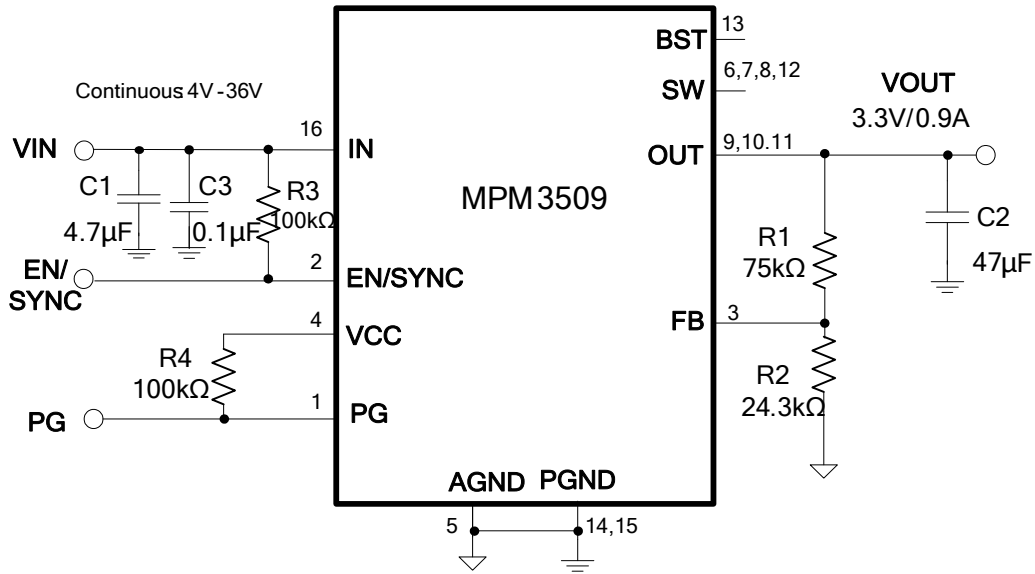 Continuous: 4V-36V
VIN
16
IN
C1
4.7µF
C3
0.1µF
R3
100kΩ
EN/
SYNC
2
EN/SYNC
4
VCC
R4
100kΩ
PG
1
PG
MPM3509
AGND
PGND
5
14,15
BST
13
SW
6,7,8,12
OUT
9,10.11
VOUT
3.3V/0.9A
R1
75kΩ
C2
47µF
FB
3
R2
24.3kΩ